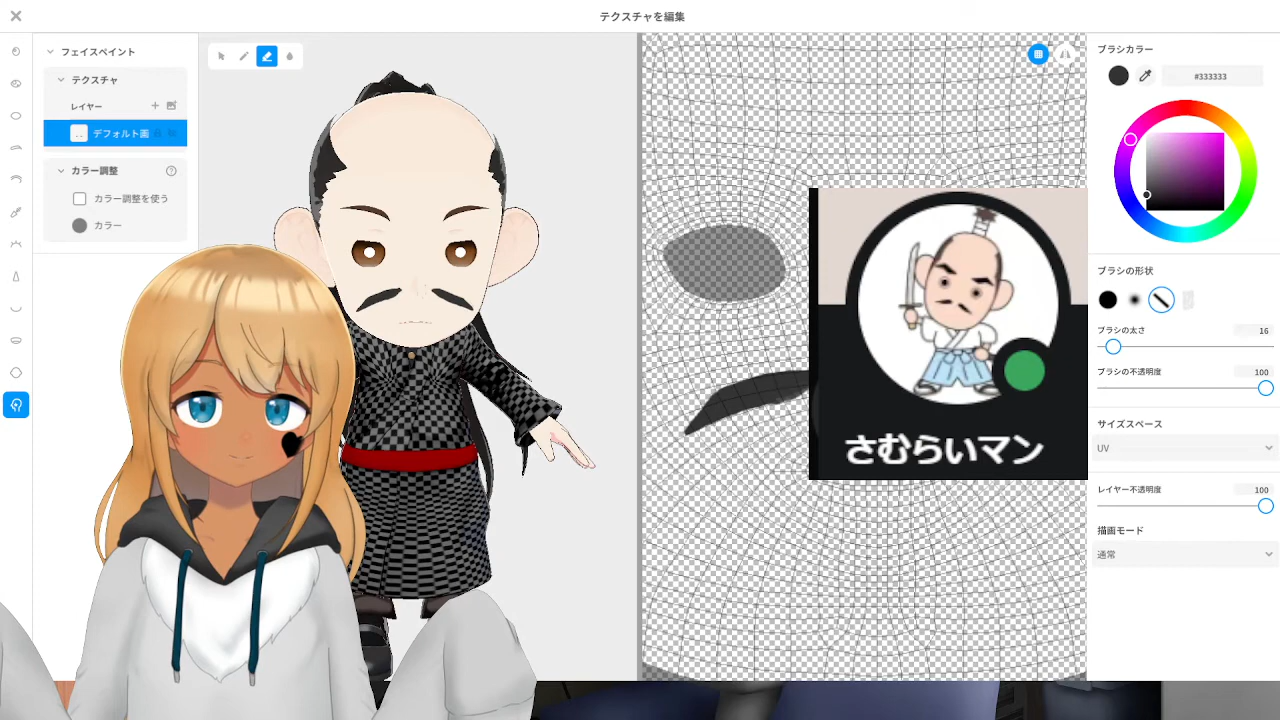 テクスチャを編集
フェイスペイント
テクスチャ
レイヤー
デフォルト画
カラー調整
カラー調整を使う
カラー
さむらいマン
ブラシカラー
#333333
ブラシの形状
ブラシの太さ
16
ブラシの不透明度
100
サイズスペース
UV
レイヤー不透明度
100
描画モード
通常